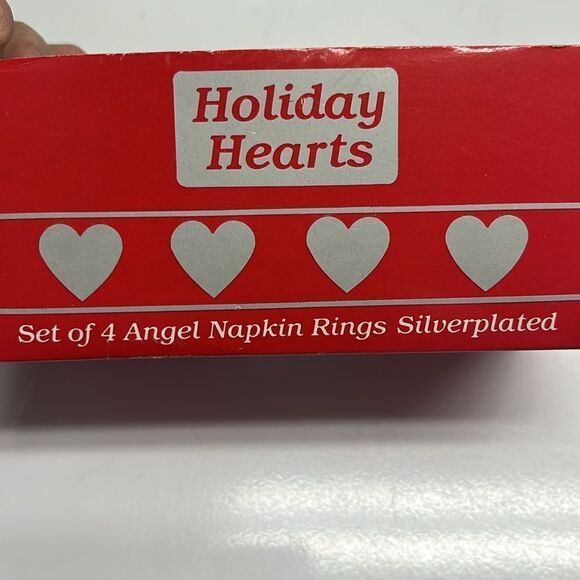 Holiday
Hearts
Set of 4 Angel Napkin Rings Silverplated